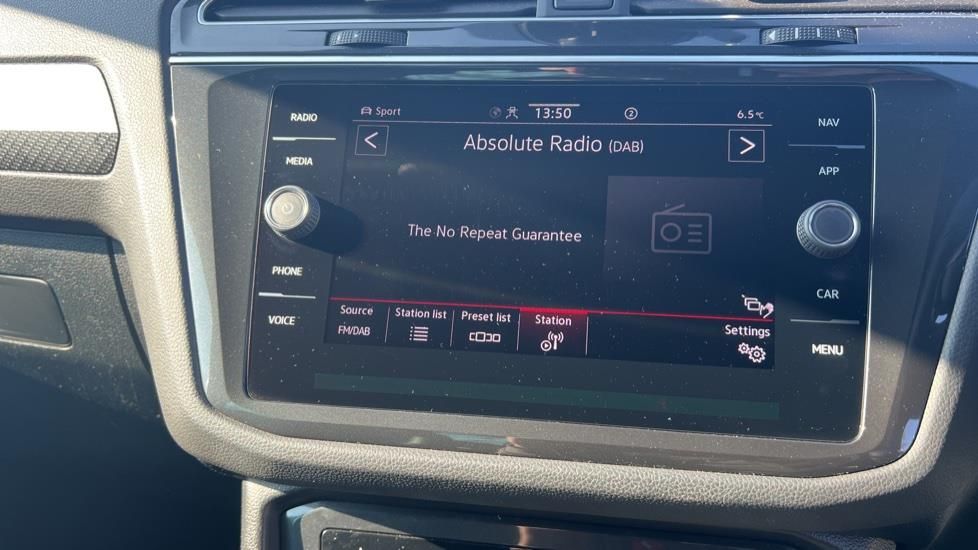 RADIO
MEDIA
PHONE
VOICE
Sport
13:50
2
6.5°C
Absolute Radio (DAB)
The No Repeat Guarantee
Source
FM/DAB
Station list
Preset list
Station
Settings
NAV
APP
CAR
MENU